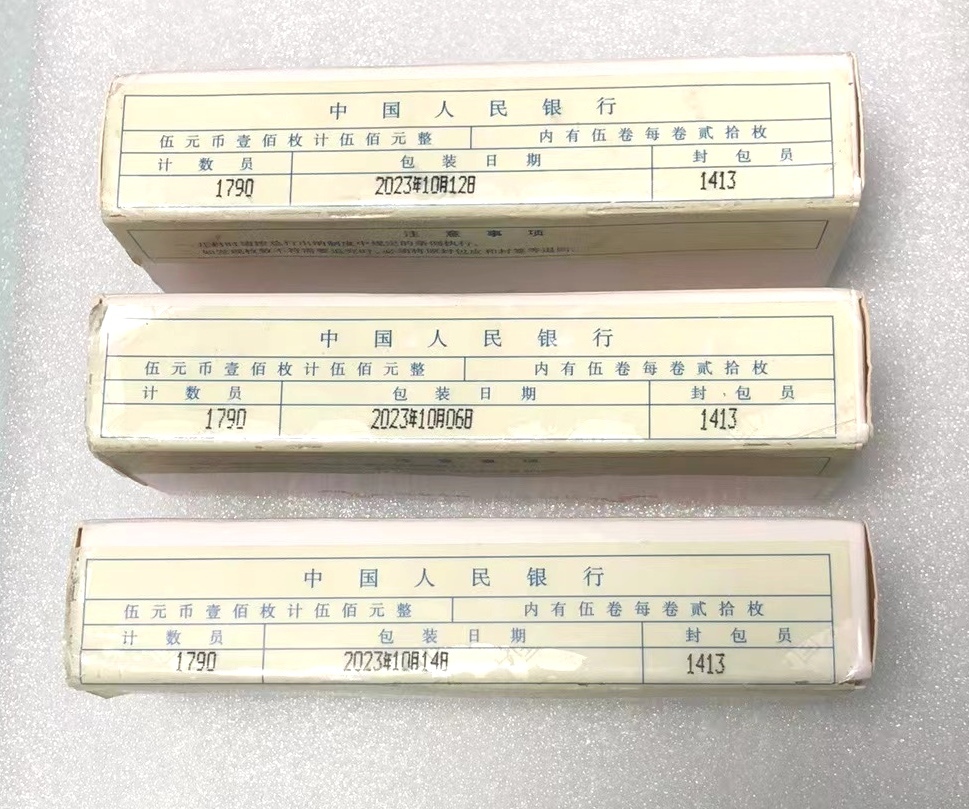 中国人民银行
伍元币壹佰枚计伍佰元整 内有伍卷每卷贰拾枚
计数员 包装日期 封包员
1790 2023年10月12日 1413
注意事项
中国人民银行
伍元币壹佰枚计伍佰元整 内有伍卷每卷贰拾枚
计数员 包装日期 封包员
1790 2023年10月06日 1413
注意事项
中国人民银行
伍元币壹佰枚计伍佰元整 内有伍卷每卷贰拾枚
计数员 包装日期 封包员
1790 2023年10月14日 1413